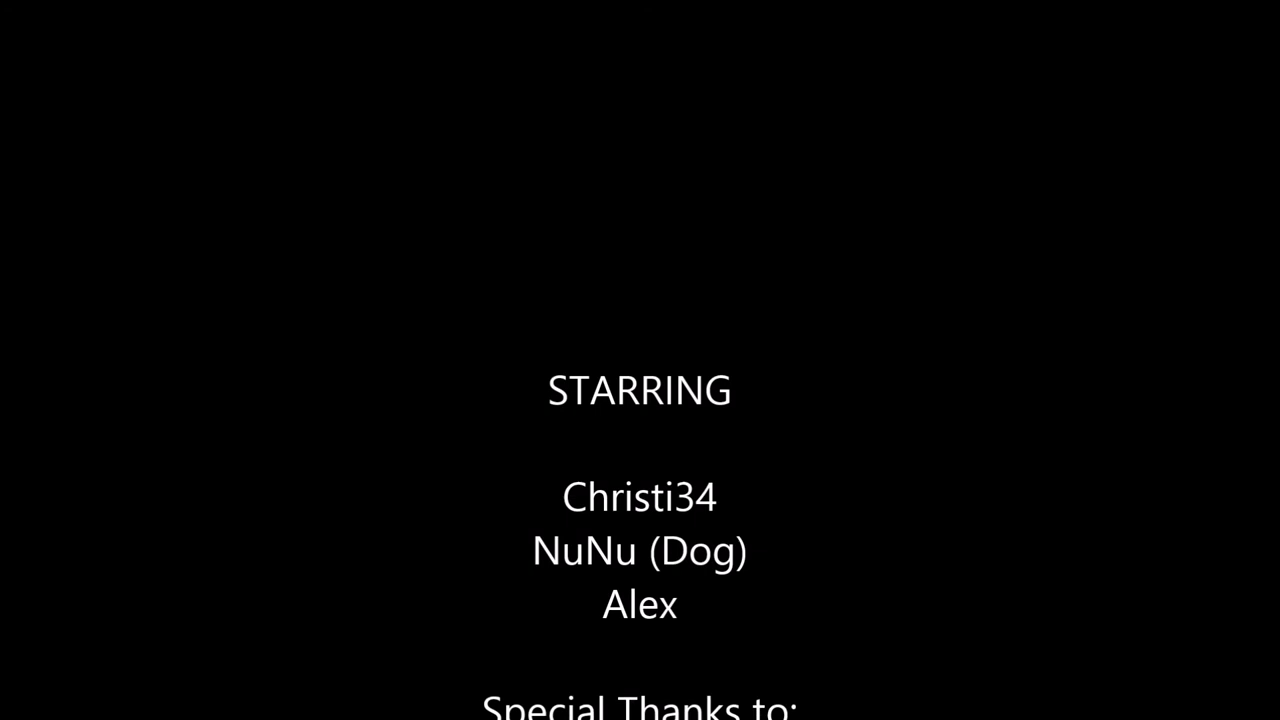 STARRING
Christi34
NuNu (Dog)
Alex
Special Thanks to: